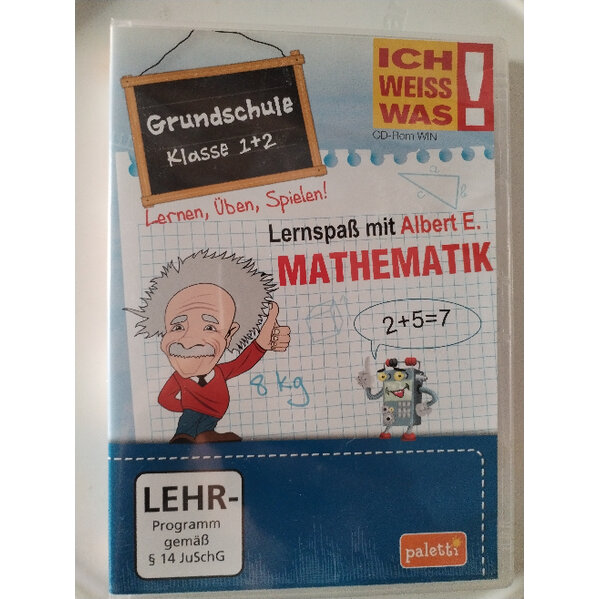 Grundschule
Klasse 1+2
ICH
WEISS
WAS!
CD-Rom WIN
Lernen, Üben, Spielen!
a
c
b
Lernspaß mit Albert E.
MATHEMATIK
2+5=7
8 kg
LEHR-
Programm
gemäß
§ 14 JuSchG
paletti